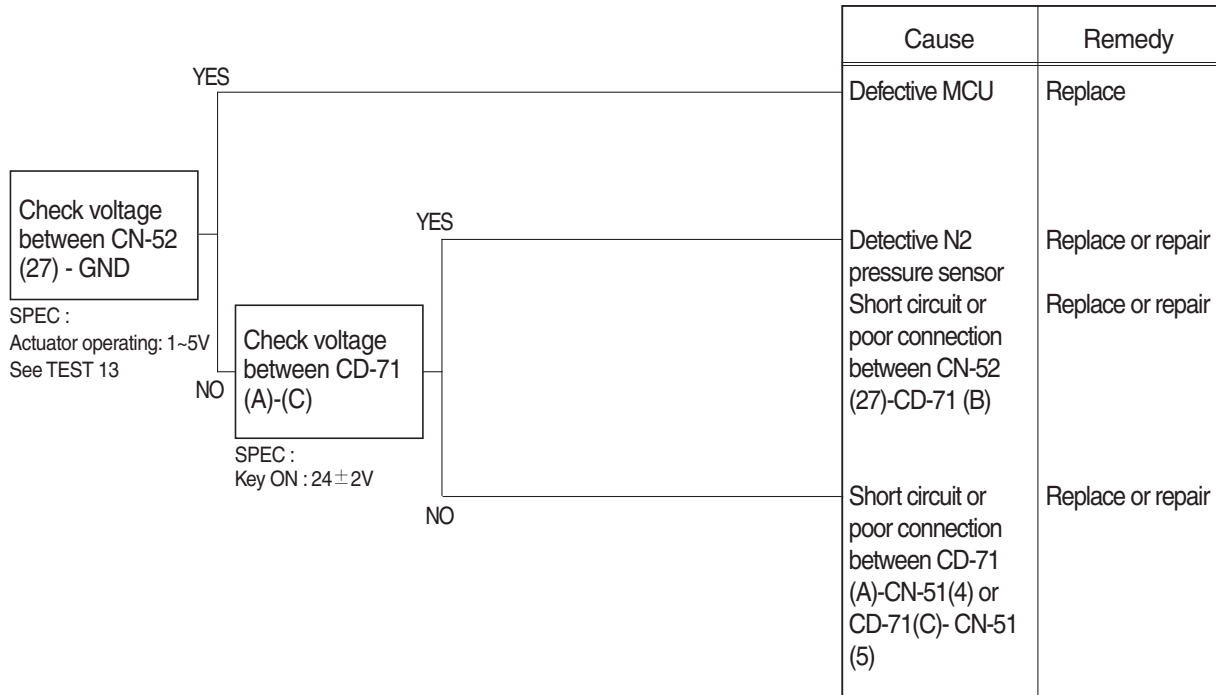 Cause
Remedy
YES
Defective MCU
Replace
Check voltage
between CN-52
(27) - GND
SPEC :
Actuator operating: 1~5V
See TEST 13
YES
Detective N2
pressure sensor
Replace or repair
Short circuit or
poor connection
between CN-52
(27)-CD-71 (B)
Replace or repair
NO
Check voltage
between CD-71
(A)-(C)
SPEC :
Key ON : 24±2V
NO
Short circuit or
poor connection
between CD-71
(A)-CN-51(4) or
CD-71(C)- CN-51
(5)
Replace or repair